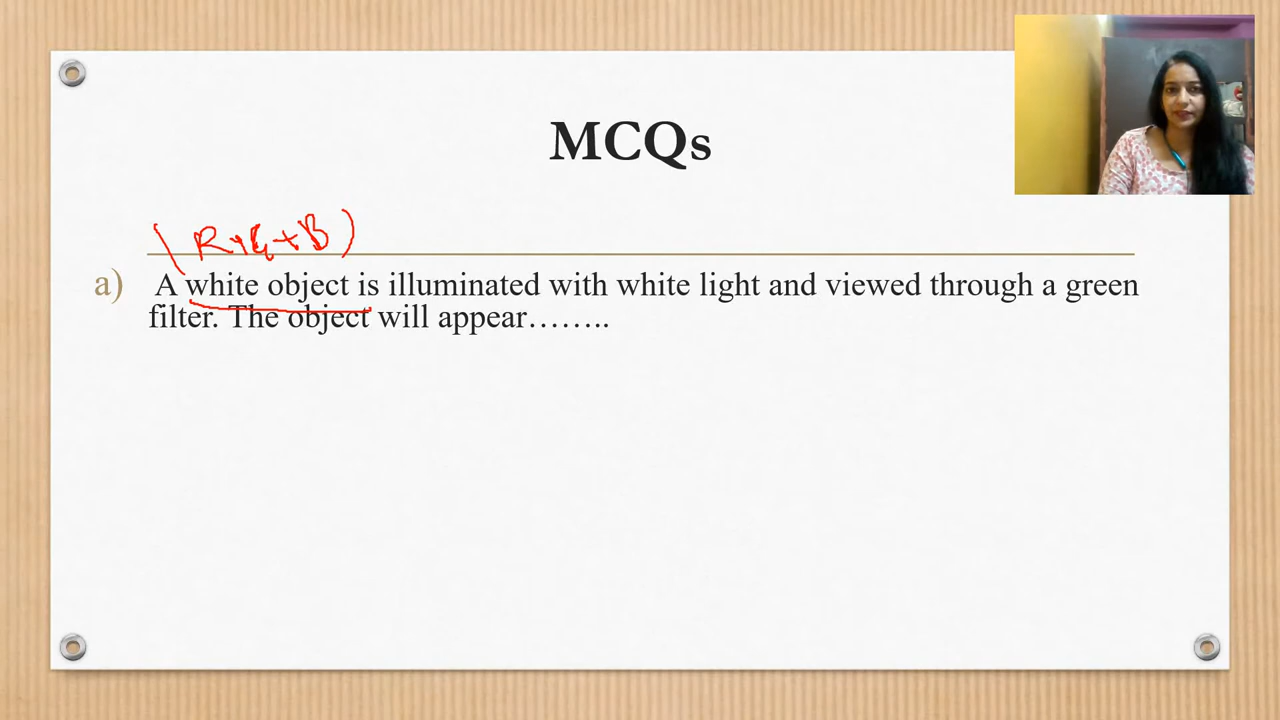 MCQs
(R+G+B)
a) A white object is illuminated with white light and viewed through a green
filter. The object will appear……..